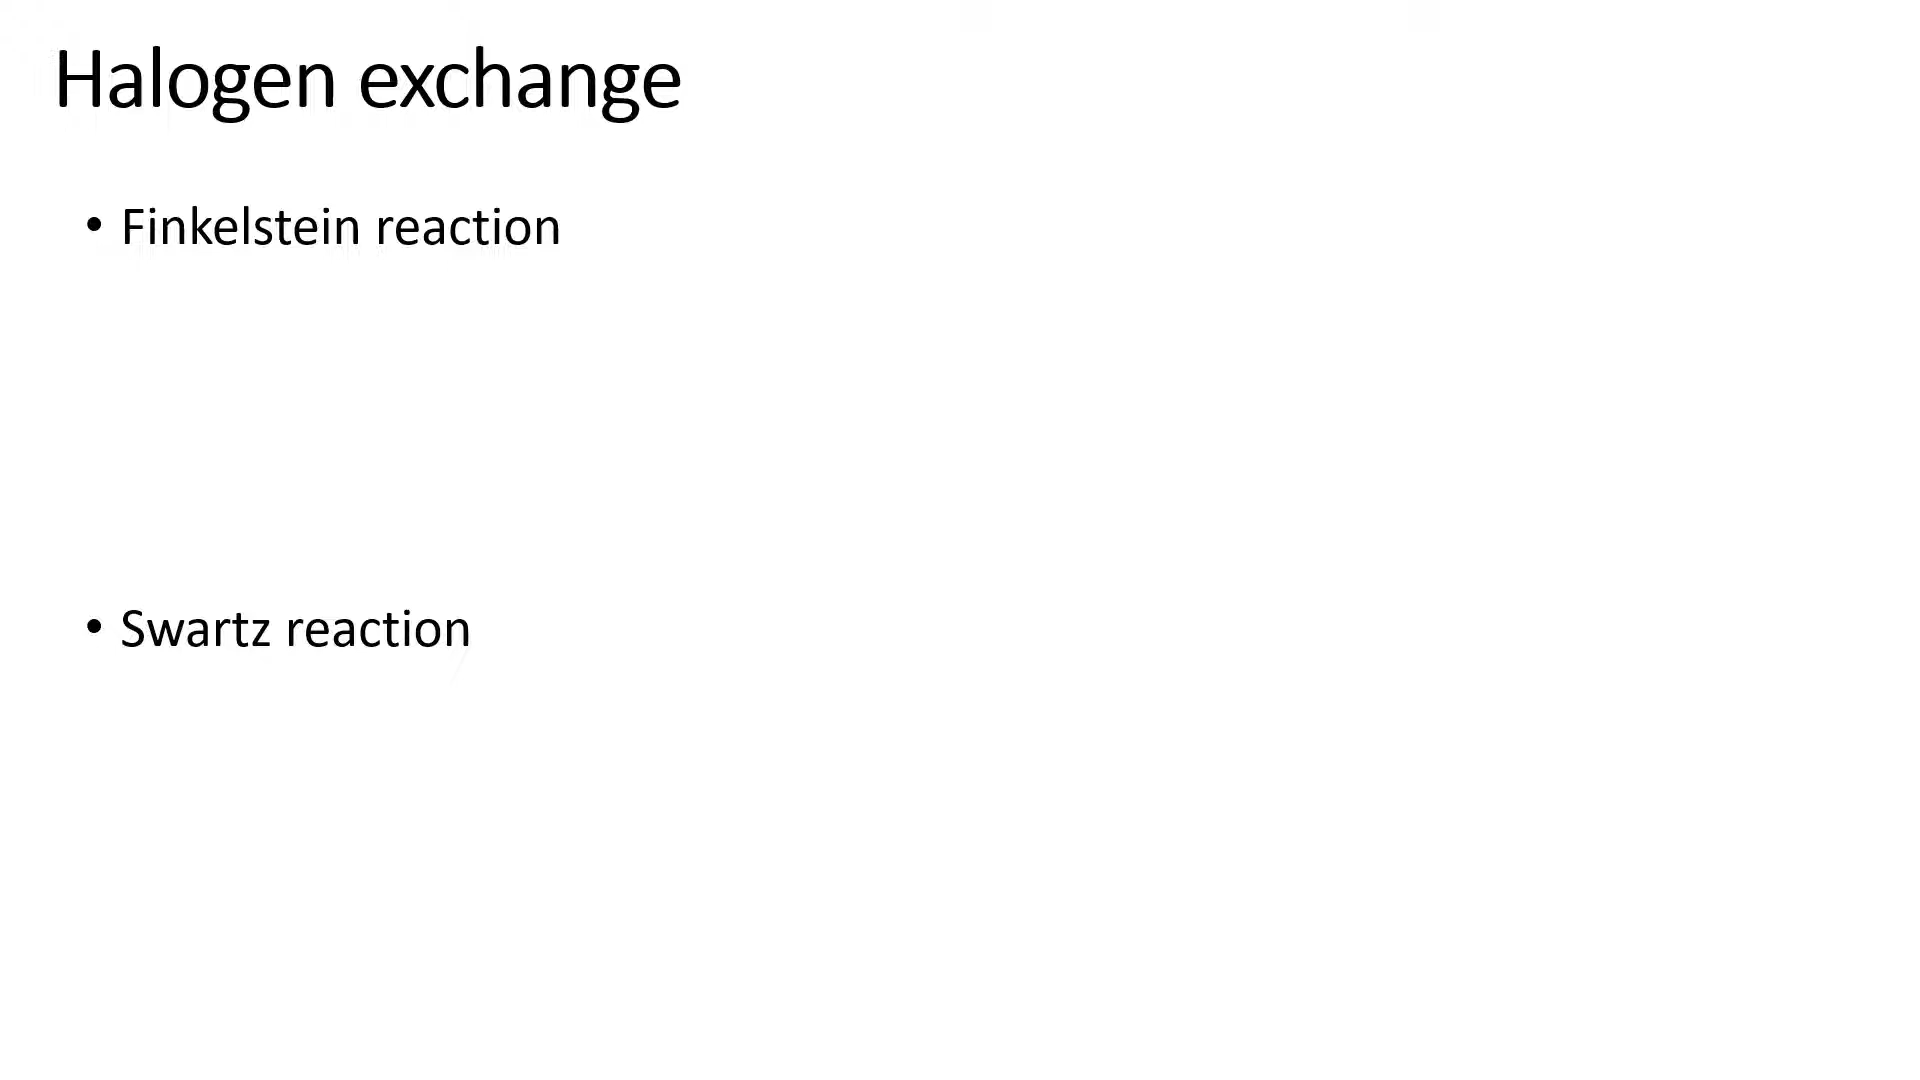 Halogen exchange
• Finkelstein reaction
• Swartz reaction